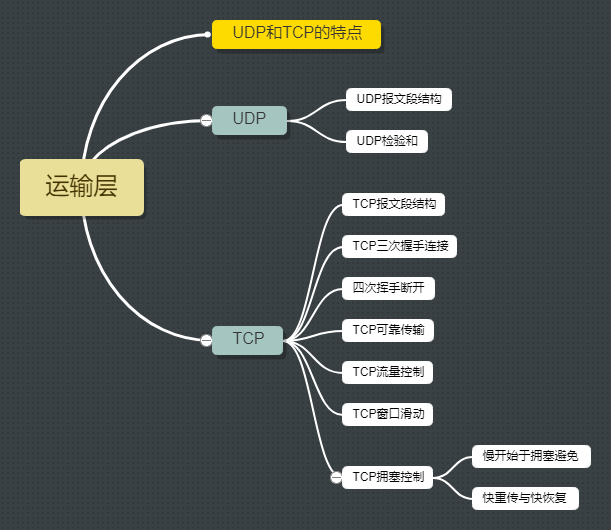 UDP和TCP的特点
UDP
UDP报文段结构
UDP检验和
运输层
TCP
TCP报文段结构
TCP三次握手连接
四次挥手断开
TCP可靠传输
TCP流量控制
TCP窗口滑动
TCP拥塞控制
慢开始于拥塞避免
快重传与快恢复